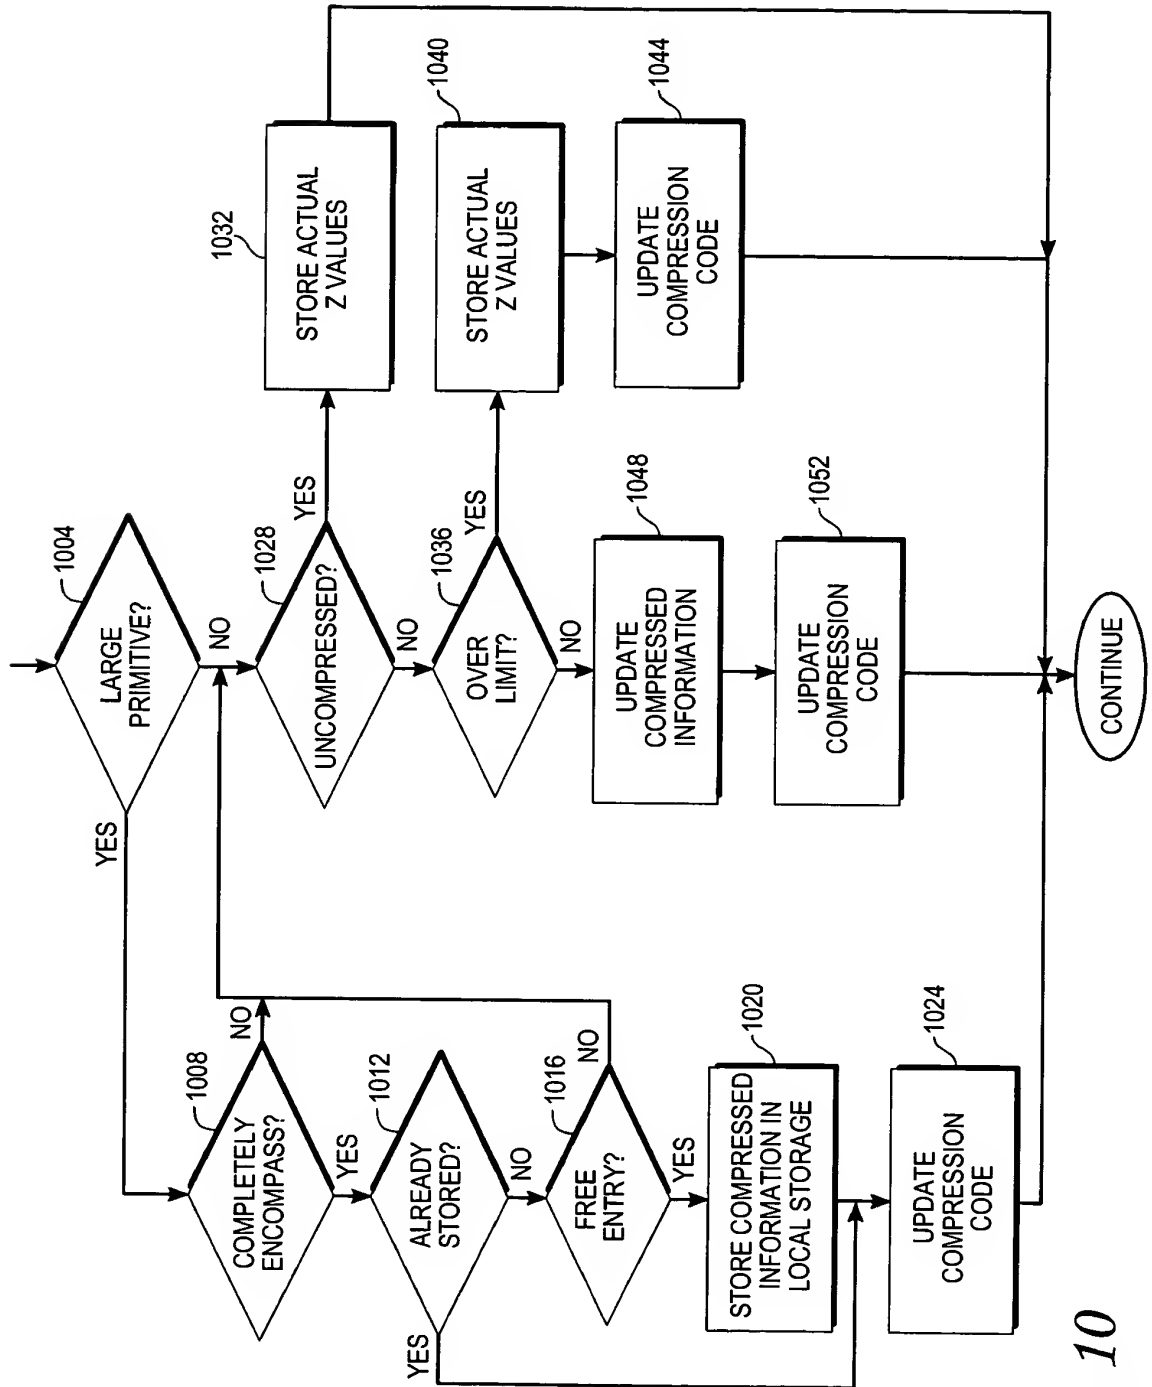 1004
LARGE
PRIMITIVE?
YES
NO
1008
COMPLETELY
ENCOMPASS?
NO
YES
1012
ALREADY
STORED?
YES
NO
1016
FREE
ENTRY?
NO
YES
1020
STORE COMPRESSED
INFORMATION IN
LOCAL STORAGE
1024
UPDATE
COMPRESSION
CODE
1028
UNCOMPRESSED?
YES
NO
1032
STORE ACTUAL
Z VALUES
1036
OVER
LIMIT?
YES
NO
1040
STORE ACTUAL
Z VALUES
1044
UPDATE
COMPRESSION
CODE
1048
UPDATE
COMPRESSED
INFORMATION
1052
UPDATE
COMPRESSION
CODE
CONTINUE
10